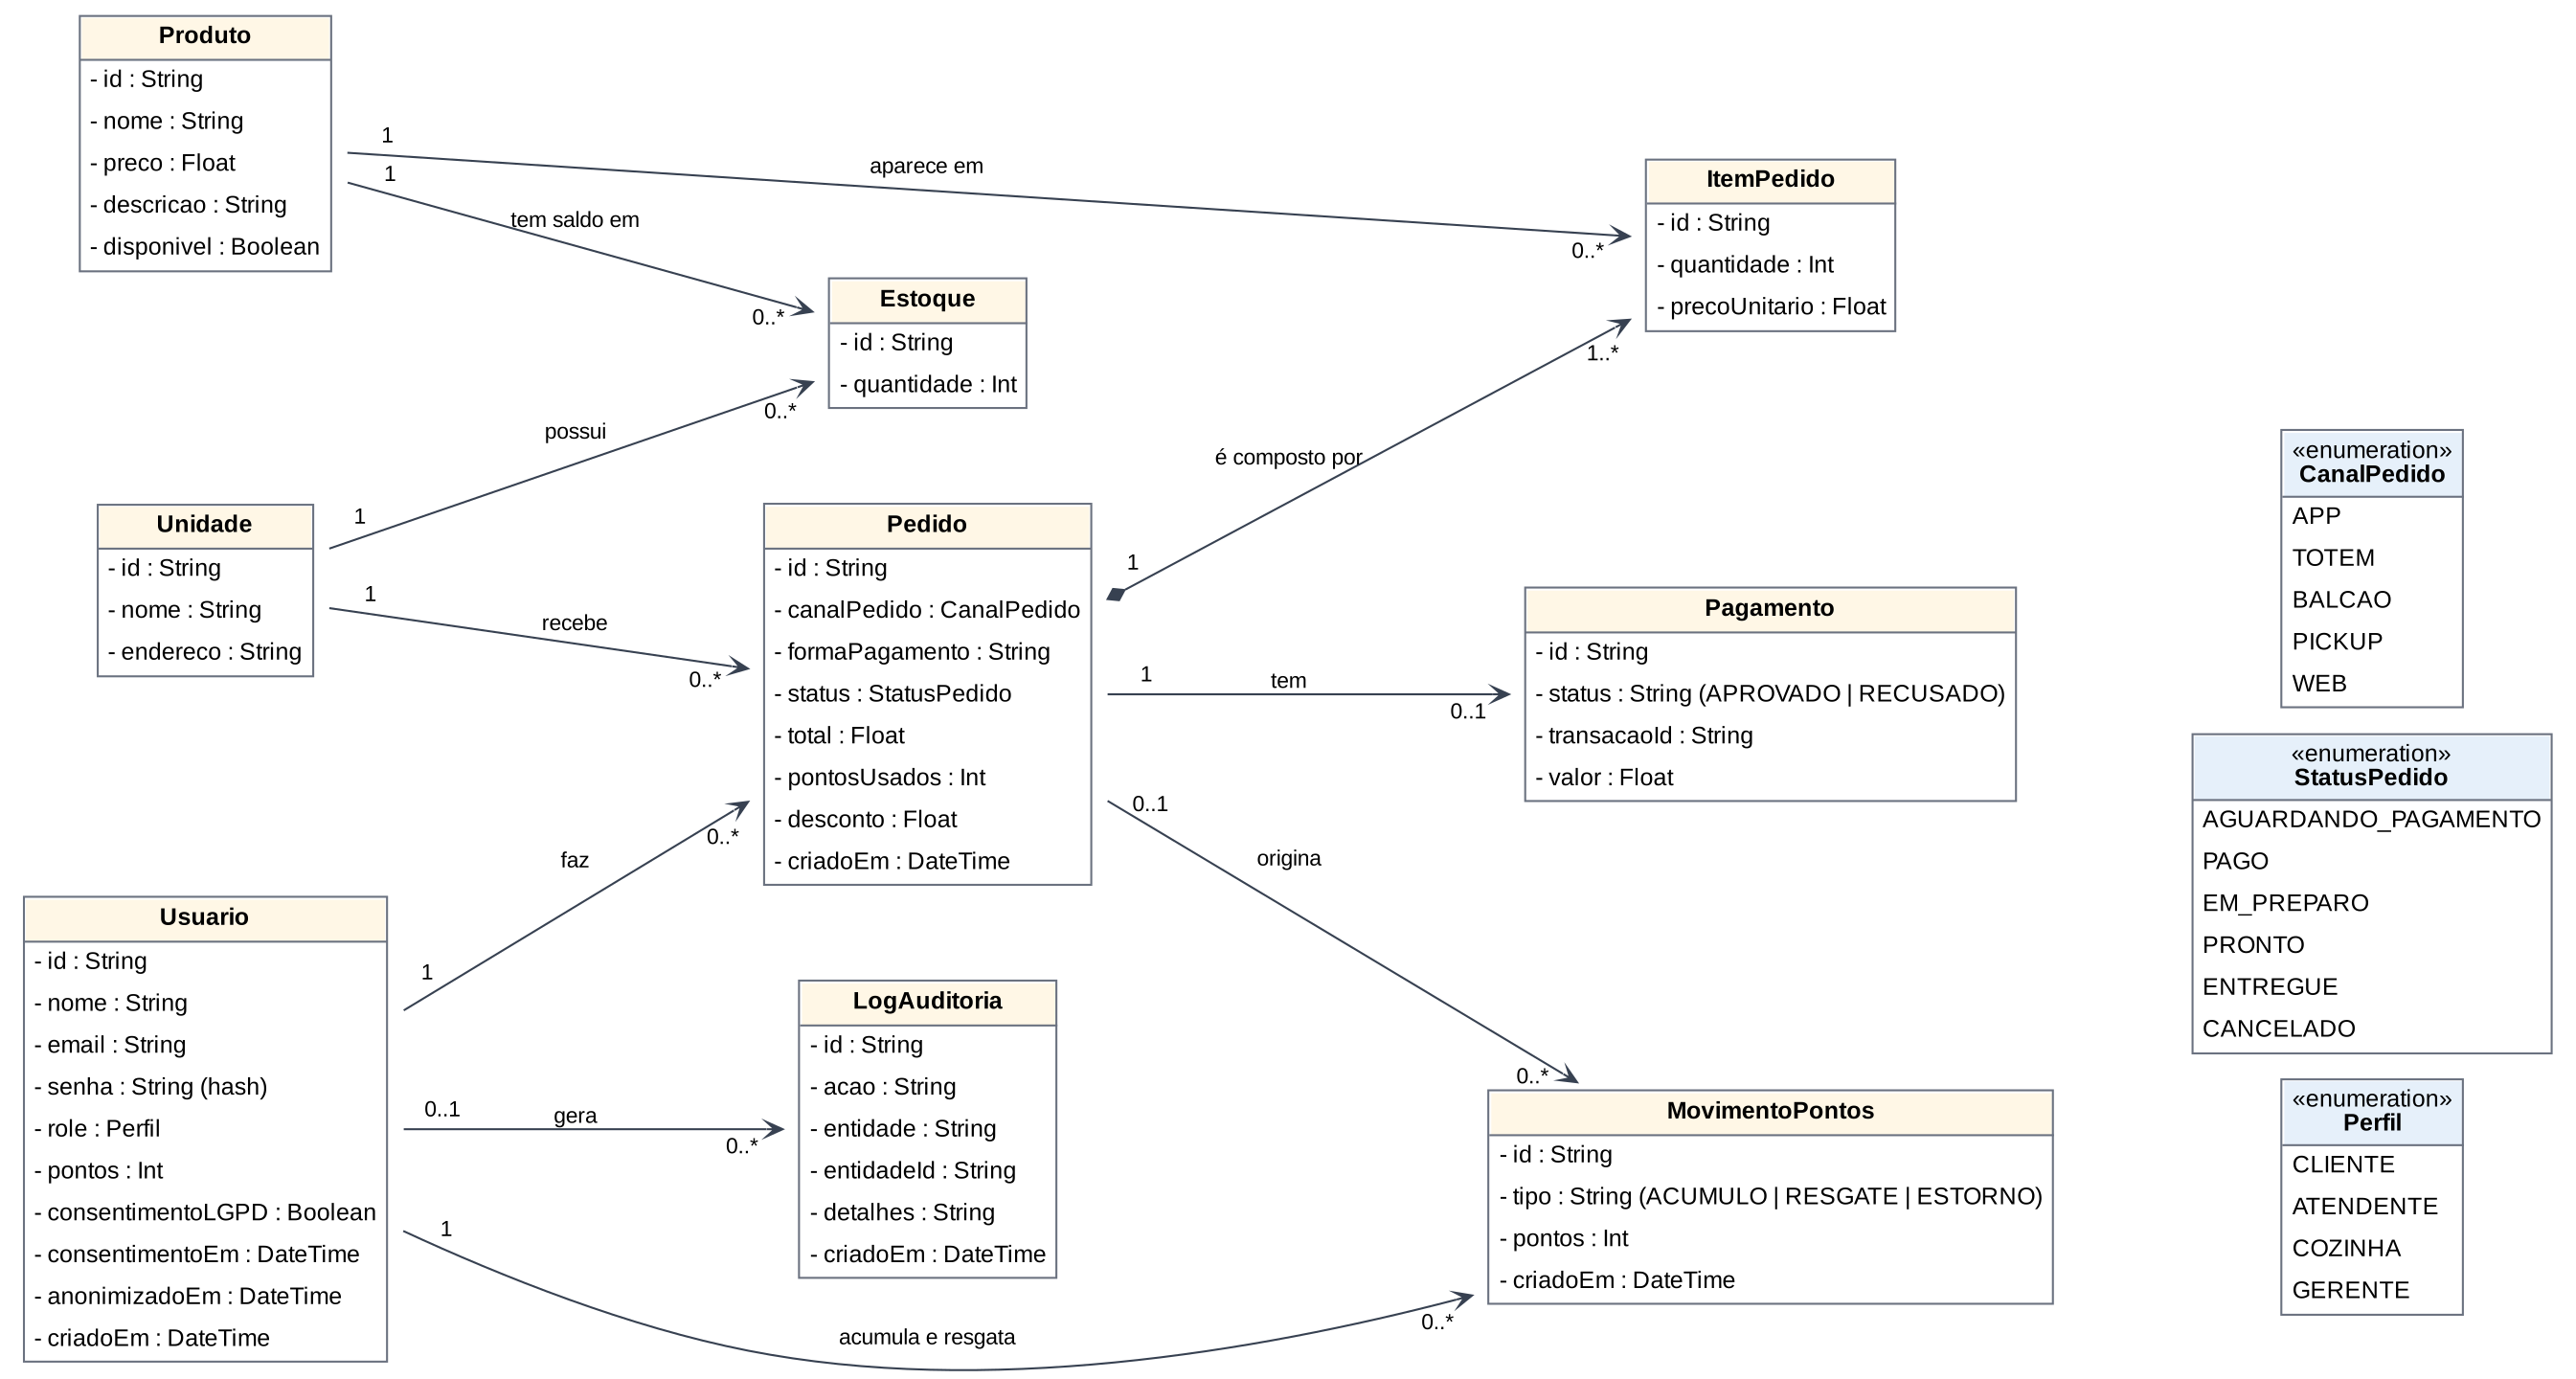 Produto
- id : String
- nome : String
- preco : Float
- descricao : String
- disponivel : Boolean
1
aparece em
0..*
1
tem saldo em
0..*
ItemPedido
- id : String
- quantidade : Int
- precoUnitario : Float
Estoque
- id : String
- quantidade : Int
Unidade
- id : String
- nome : String
- endereco : String
1
possui
0..*
1
recebe
0..*
Pedido
- id : String
- canalPedido : CanalPedido
- formaPagamento : String
- status : StatusPedido
- total : Float
- pontosUsados : Int
- desconto : Float
- criadoEm : DateTime
1
é composto por
1..*
1
tem
0..1
0..1
origina
0..*
Pagamento
- id : String
- status : String (APROVADO | RECUSADO)
- transacaoId : String
- valor : Float
Usuario
- id : String
- nome : String
- email : String
- senha : String (hash)
- role : Perfil
- pontos : Int
- consentimentoLGPD : Boolean
- consentimentoEm : DateTime
- anonimizadoEm : DateTime
- criadoEm : DateTime
1
faz
0..*
0..1
gera
0..*
1
acumula e resgata
0..*
LogAuditoria
- id : String
- acao : String
- entidade : String
- entidadeId : String
- detalhes : String
- criadoEm : DateTime
MovimentoPontos
- id : String
- tipo : String (ACUMULO | RESGATE | ESTORNO)
- pontos : Int
- criadoEm : DateTime
«enumeration»
CanalPedido
APP
TOTEM
BALCAO
PICKUP
WEB
«enumeration»
StatusPedido
AGUARDANDO_PAGAMENTO
PAGO
EM_PREPARO
PRONTO
ENTREGUE
CANCELADO
«enumeration»
Perfil
CLIENTE
ATENDENTE
COZINHA
GERENTE